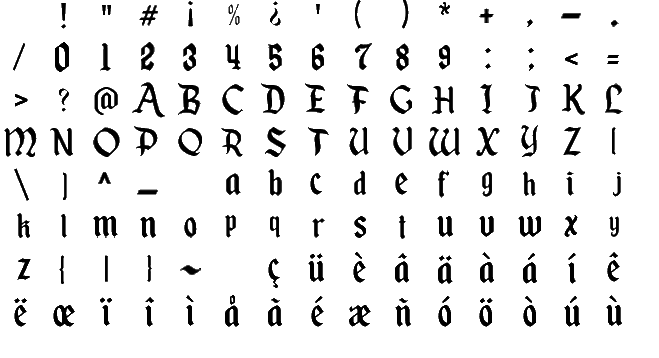 ! " # ¡ % ¿ ' ( ) * + , – .
/ 0 1 2 3 4 5 6 7 8 9 : ; < =
> ? @ A B C D E F G H I J K L
M N O P Q R S T U V W X Y Z [
\ ] ^ _ a b c d e f g h i j
k l m n o p q r s t u v w x y
z { | } ~ ç ü è â ä à á í ê
ë œ ï î ì å ã é æ ñ ó ö ò ú ù